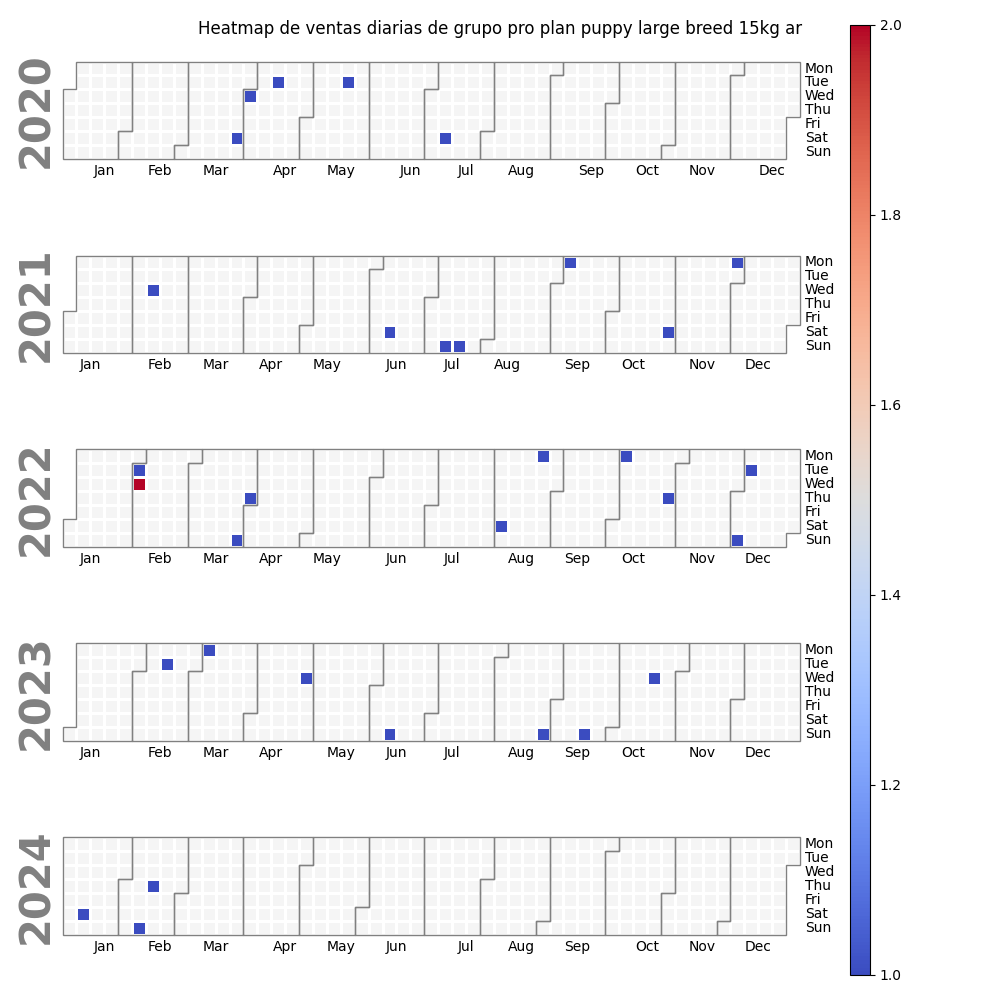 Heatmap de ventas diarias de grupo pro plan puppy large breed 15kg ar
2020
Mon
Tue
Wed
Thu
Fri
Sat
Sun
Jan Feb Mar Apr May Jun Jul Aug Sep Oct Nov Dec
2021
Mon
Tue
Wed
Thu
Fri
Sat
Sun
Jan Feb Mar Apr May Jun Jul Aug Sep Oct Nov Dec
2022
Mon
Tue
Wed
Thu
Fri
Sat
Sun
Jan Feb Mar Apr May Jun Jul Aug Sep Oct Nov Dec
2023
Mon
Tue
Wed
Thu
Fri
Sat
Sun
Jan Feb Mar Apr May Jun Jul Aug Sep Oct Nov Dec
2024
Mon
Tue
Wed
Thu
Fri
Sat
Sun
Jan Feb Mar Apr May Jun Jul Aug Sep Oct Nov Dec
2.0
1.8
1.6
1.4
1.2
1.0